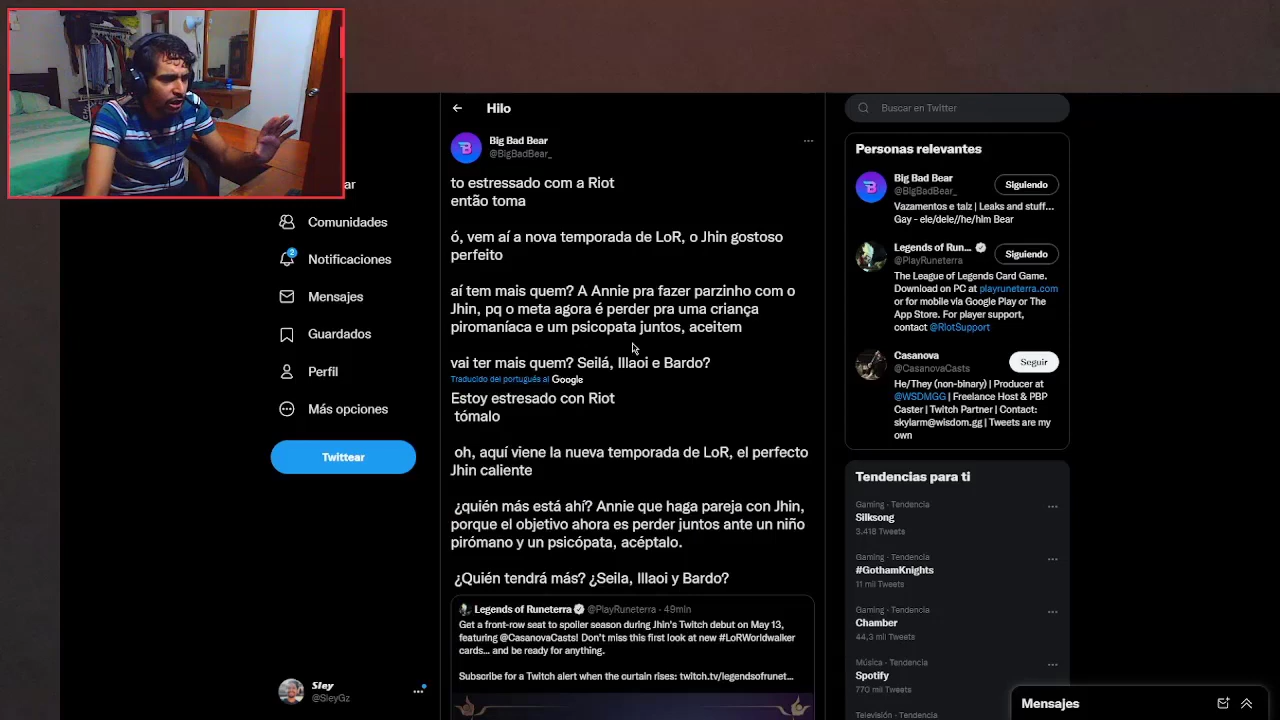 Hilo
Big Bad Bear
@BigBadBear_
to estressado com a Riot
então toma
ó, vem aí a nova temporada de LoR, o Jhin gostoso
perfeito
aí tem mais quem? A Annie pra fazer parzinho com o
Jhin, pq o meta agora é perder pra uma criança
piromaníaca e um psicopata juntos, aceitem
vai ter mais quem? Seilá, Illaoi e Bardo?
Traducido del portugués al Google
Estoy estresado con Riot
tómalo
oh, aquí viene la nueva temporada de LoR, el perfecto
Jhin caliente
¿quién más está ahí? Annie que haga pareja con Jhin,
porque el objetivo ahora es perder juntos ante un niño
pirómano y un psicópata, acéptalo.
¿Quién tendrá más? ¿Seila, Illaoi y Bardo?
Legends of Runeterra @PlayRuneterra · 49min
Get a front-row seat to spoiler season during Jhin's Twitch debut on May 13,
featuring @CasanovaCasts! Don't miss this first look at new #LoRWorldwalker
cards... and be ready for anything.
Subscribe for a Twitch alert when the curtain rises: twitch.tv/legendsofrunet...
ar
Comunidades
2
Notificaciones
Mensajes
Guardados
Perfil
Más opciones
Twittear
Sley
@SleyGz
Buscar en Twitter
Personas relevantes
Big Bad Bear
@BigBadBear_
Siguiendo
Vazamentos e talz | Leaks and stuff...
Gay - ele/dele//he/him Bear
Legends of Run...
@PlayRuneterra
Siguiendo
The League of Legends Card Game.
Download on PC at playruneterra.com
or for mobile via Google Play or The
App Store. For player support,
contact @RiotSupport
Casanova
@CasanovaCasts
Seguir
He/They (non-binary) | Producer at
@WSDMGG | Freelance Host & PBP
Caster | Twitch Partner | Contact:
skylarm@wisdom.gg | Tweets are my
own
Tendencias para ti
Gaming · Tendencia
Silksong
3.418 Tweets
Gaming · Tendencia
#GothamKnights
11 mil Tweets
Gaming · Tendencia
Chamber
44,3 mil Tweets
Música · Tendencia
Spotify
770 mil Tweets
Televisión · Tendencia
Mensajes